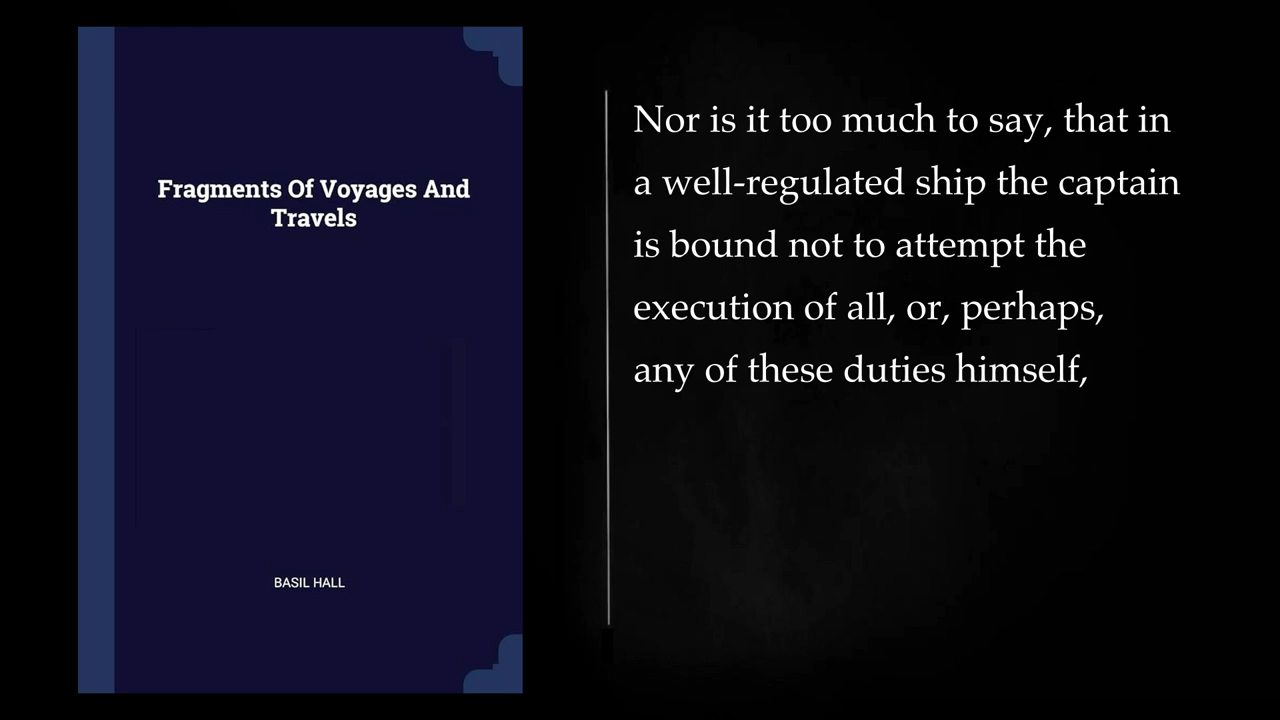 Fragments Of Voyages And
Travels
BASIL HALL
Nor is it too much to say, that in
a well-regulated ship the captain
is bound not to attempt the
execution of all, or, perhaps,
any of these duties himself,